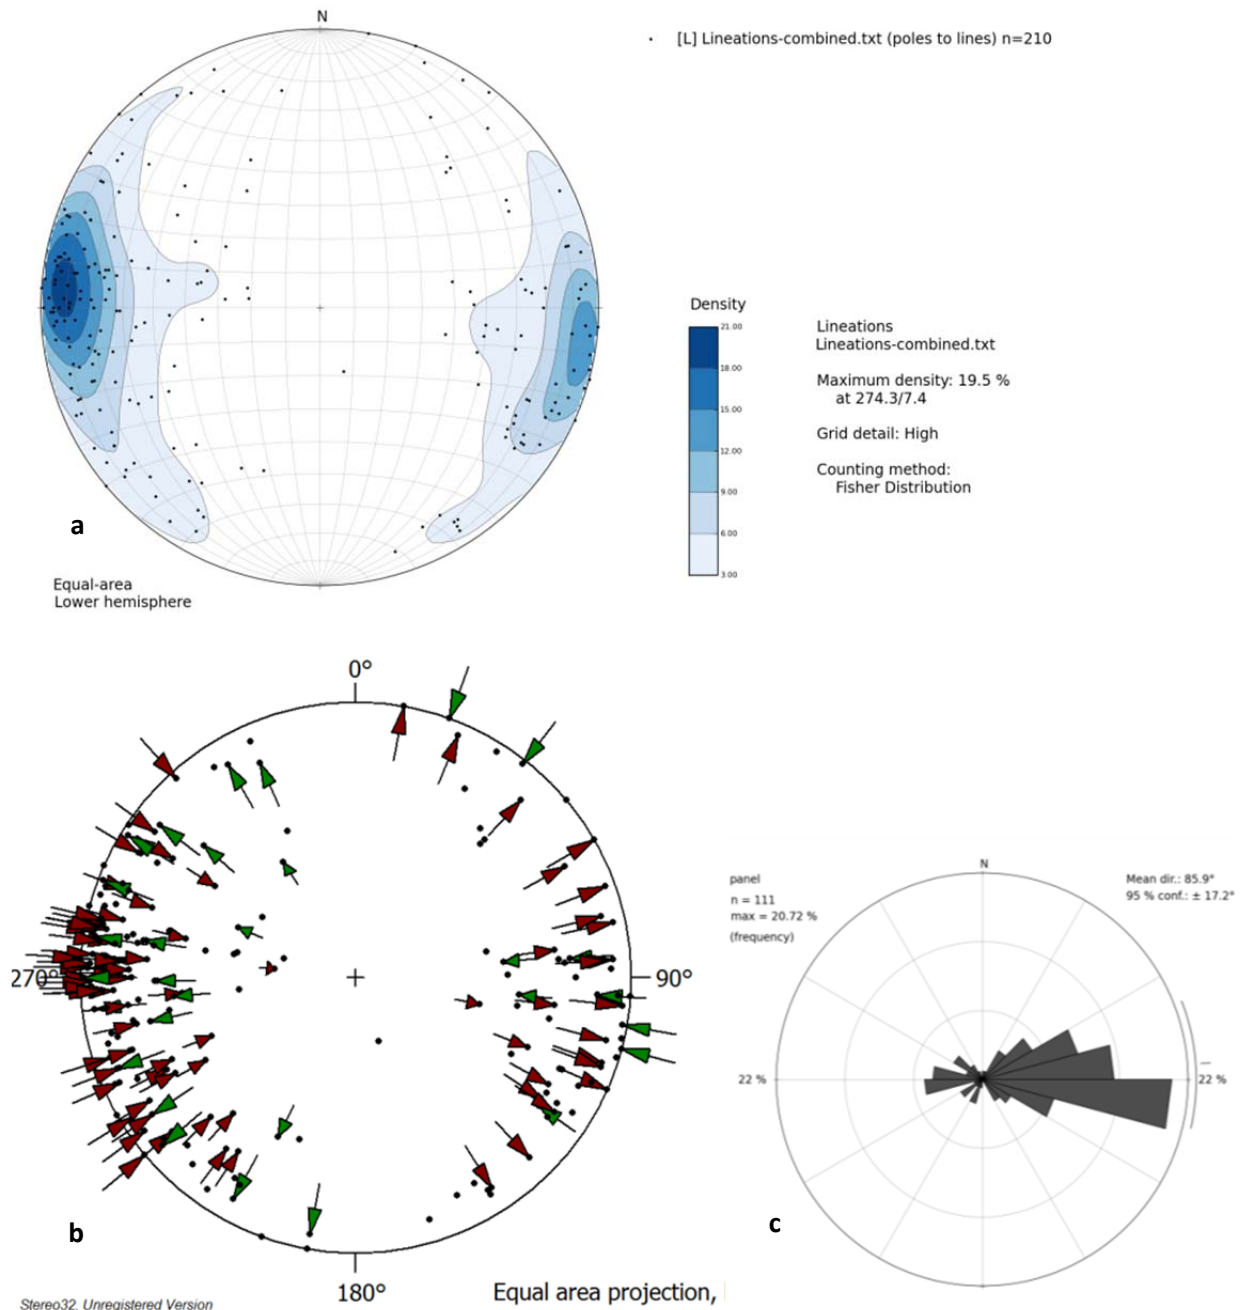 N
[L] Lineations-combined.txt (poles to lines) n=210
Density
21.00
18.00
15.00
12.00
9.00
6.00
3.00
Lineations
Lineations-combined.txt
Maximum density: 19.5 %
at 274.3/7.4
Grid detail: High
Counting method:
Fisher Distribution
a
Equal-area
Lower hemisphere
0°
270°
90°
180°
b
Equal area projection,
Stereo32, Unregistered Version
N
panel
n = 111
max = 20.72 %
(frequency)
Mean dir.: 85.9°
95 % conf.: ± 17.2°
22 %
22 %
c